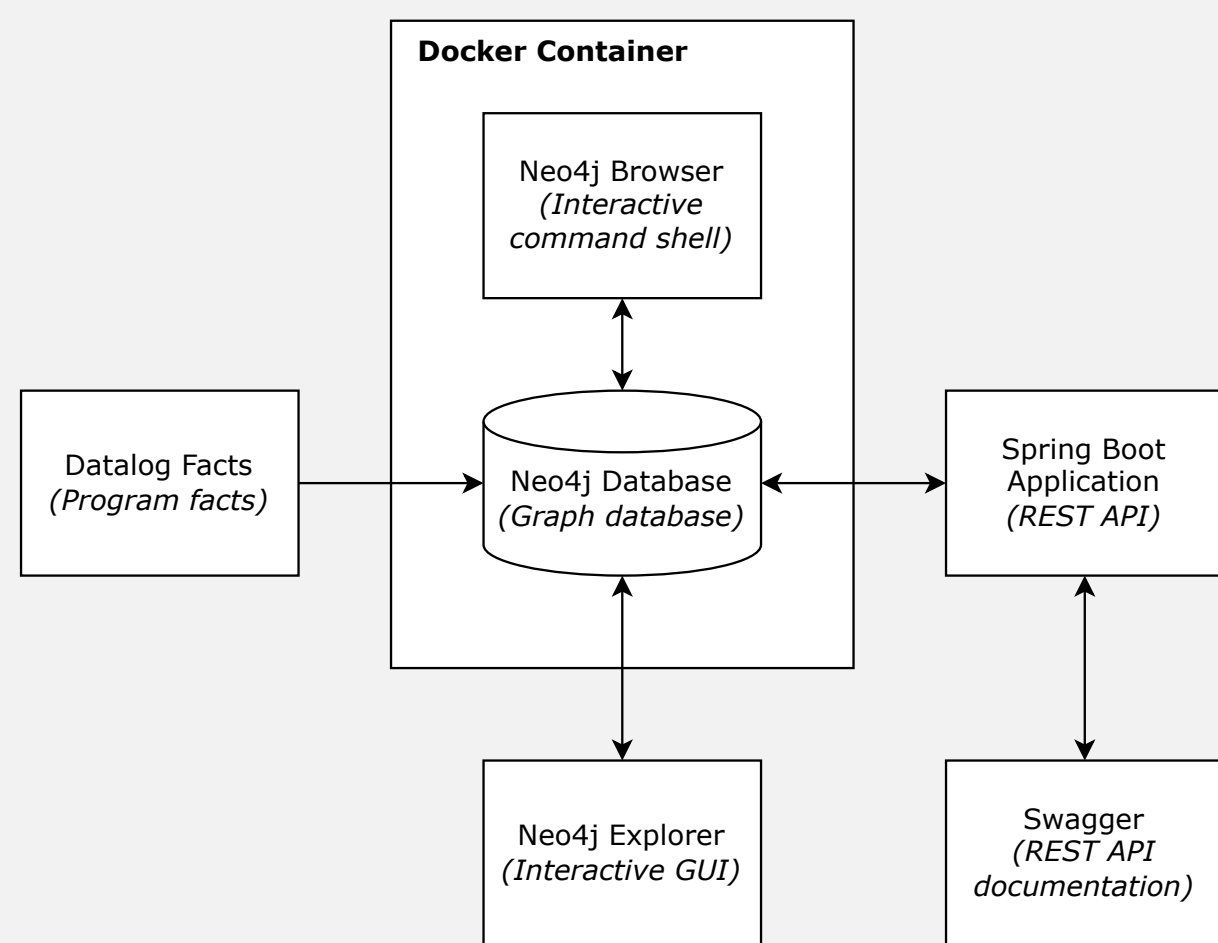 Docker Container
Neo4j Browser
(Interactive
command shell)
Datalog Facts
(Program facts)
Neo4j Database
(Graph database)
Spring Boot
Application
(REST API)
Neo4j Explorer
(Interactive GUI)
Swagger
(REST API
documentation)